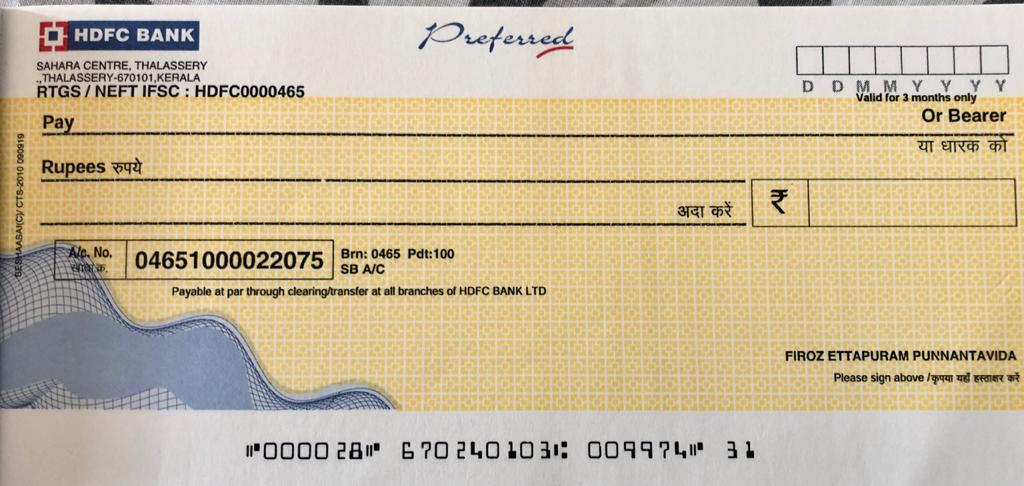 HDFC BANK
Preferred
SAHARA CENTRE, THALASSERY
.,THALASSERY-670101,KERALA
RTGS / NEFT IFSC : HDFC0000465
D D M M Y Y Y Y
Valid for 3 months only
Pay
Or Bearer
या धारक को
Rupees रुपये
अदा करें
₹
A/c. No.
खाता क्र.
04651000022075
Brn: 0465 Pdt:100
SB A/C
Payable at par through clearing/transfer at all branches of HDFC BANK LTD
FIROZ ETTAPURAM PUNNANTAVIDA
Please sign above / कृपया यहाँ हस्ताक्षर करें
CTS-2010 090919
⑈000028⑈ 670240103⑆ 009974⑈ 31